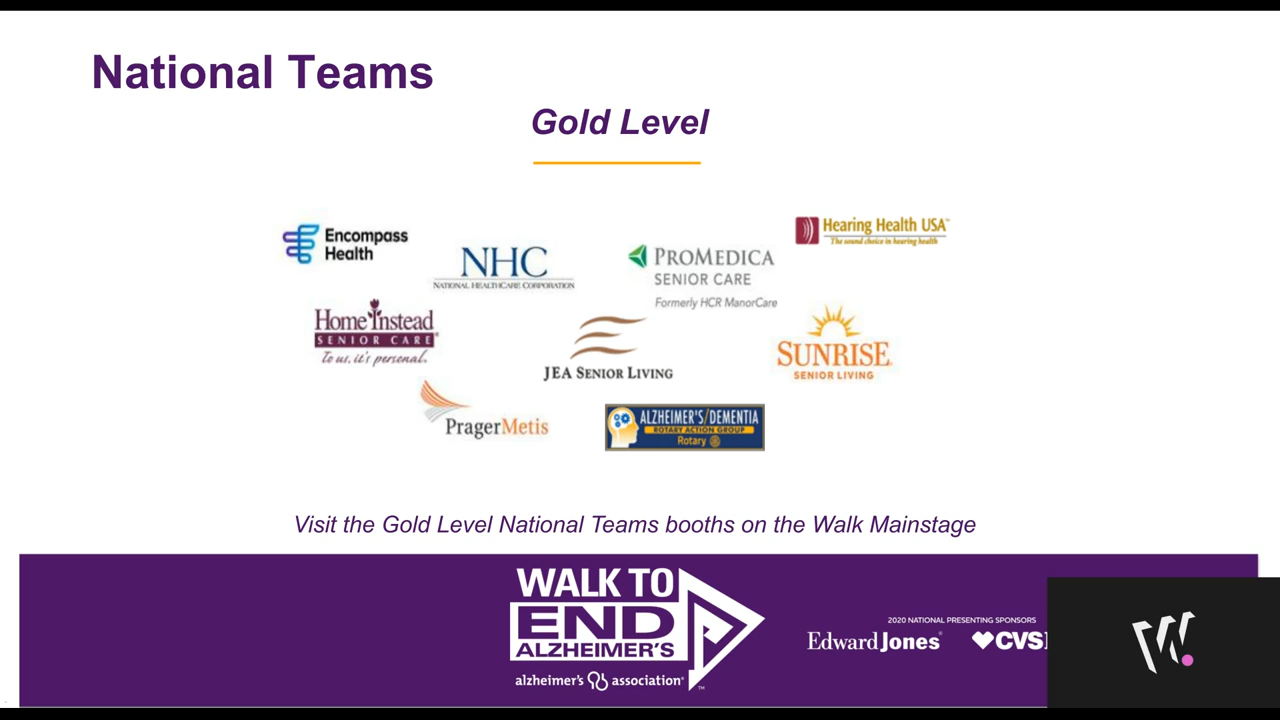 National Teams
Gold Level
Encompass
Health
NHC
NATIONAL HEALTHCARE CORPORATION
PROMEDICA
SENIOR CARE
Formerly HCR ManorCare
Hearing Health USA™
The sound choice in hearing health
Home Instead
SENIOR CARE®
To us, it's personal.
JEA SENIOR LIVING
SUNRISE
SENIOR LIVING
PragerMetis
ALZHEIMER'S/DEMENTIA
ROTARY ACTION GROUP
Rotary
Visit the Gold Level National Teams booths on the Walk Mainstage
WALK TO
END
ALZHEIMER'S
alzheimer's association®
™
2020 NATIONAL PRESENTING SPONSORS
Edward Jones®
CVS
W.